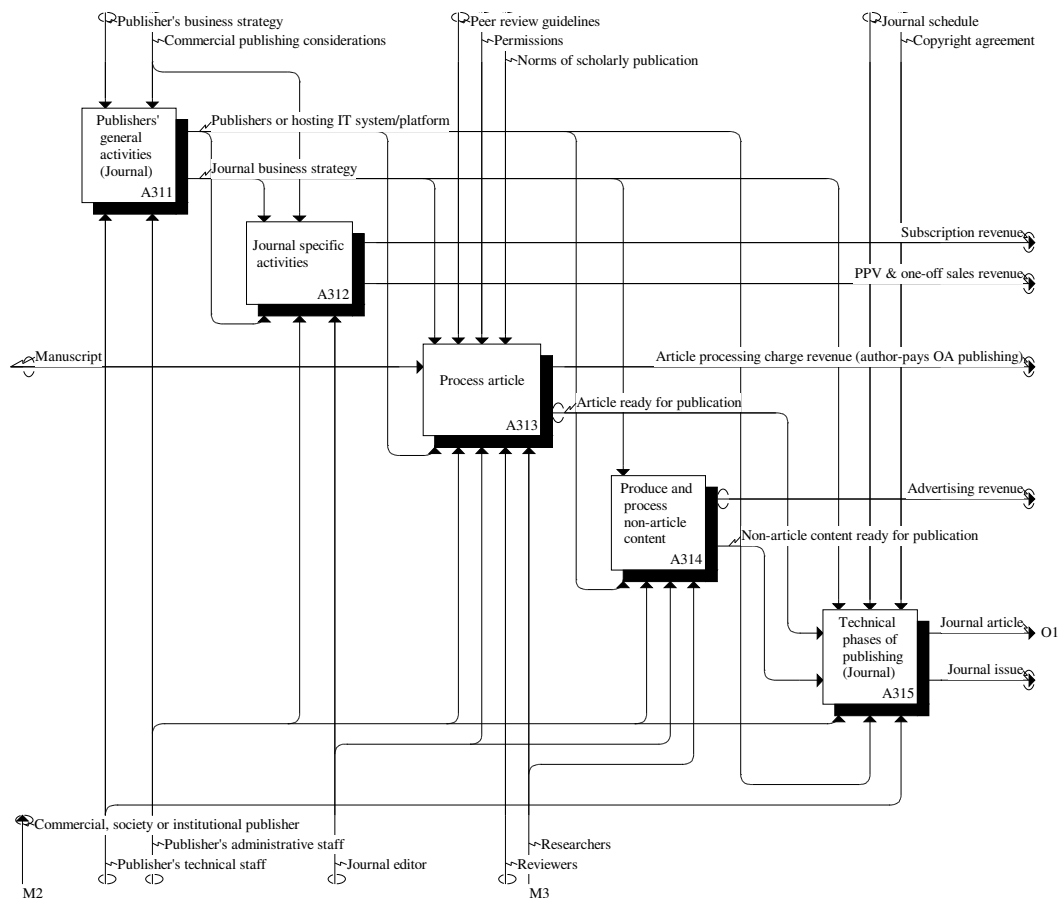 Publisher's business strategy
Commercial publishing considerations
Peer review guidelines
Permissions
Norms of scholarly publication
Journal schedule
Copyright agreement
Publishers'
general
activities
(Journal)
A311
Publishers or hosting IT system/platform
Journal business strategy
Journal specific
activities
A312
Subscription revenue
PPV & one-off sales revenue
Manuscript
Process article
A313
Article processing charge revenue (author-pays OA publishing)
Article ready for publication
Produce and
process
non-article
content
A314
Advertising revenue
Non-article content ready for publication
Technical
phases of
publishing
(Journal)
A315
Journal article
O1
Journal issue
Commercial, society or institutional publisher
Publisher's administrative staff
Publisher's technical staff
Journal editor
Researchers
Reviewers
M2
M3